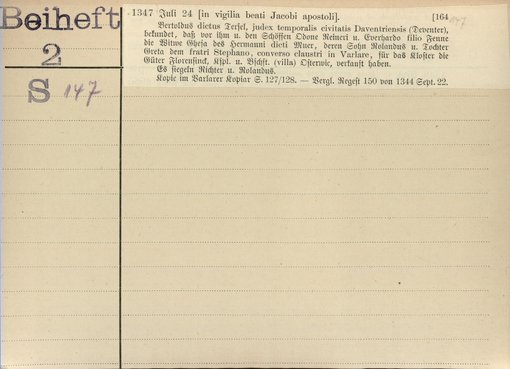 Beiheft
2
S 147
1347 Juli 24 [in vigilia beati Jacobi apostoli]. [164
147
Bertoldus dictus Tersel, judex temporalis civitatis Daventriensis (Deventer),
bekundet, daß vor ihm u. den Schöffen Odone Reineri u. Everhardo filio Fenne
die Witwe Ghesa des Hermanni dicti Muer, deren Sohn Rolandus u. Tochter
Greta dem fratri Stephano, converso claustri in Varlare, für das Kloster die
Güter Florensinck, Kspl. u. Bschft. (villa) Osterwic, verkauft haben.
Es siegeln Richter u. Rolandus.
Kopie im Varlarer Kopiar S. 127/128. — Vergl. Regest 150 von 1344 Sept. 22.